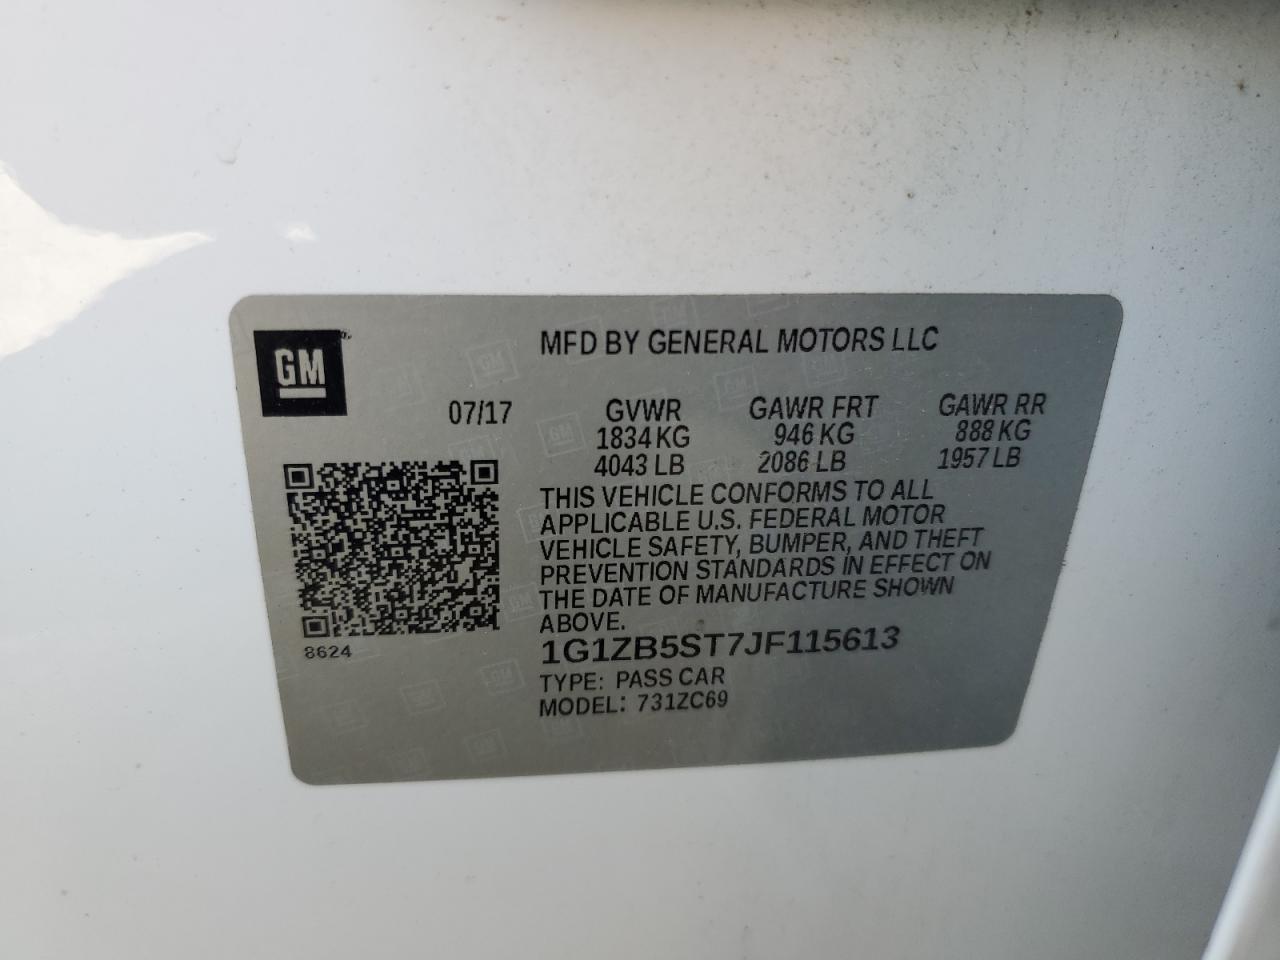 GM
MFD BY GENERAL MOTORS LLC
07/17 GVWR GAWR FRT GAWR RR
1834 KG 946 KG 888 KG
4043 LB 2086 LB 1957 LB
THIS VEHICLE CONFORMS TO ALL
APPLICABLE U.S. FEDERAL MOTOR
VEHICLE SAFETY, BUMPER, AND THEFT
PREVENTION STANDARDS IN EFFECT ON
THE DATE OF MANUFACTURE SHOWN
ABOVE.
8624
1G1ZB5ST7JF115613
TYPE: PASS CAR
MODEL: 731ZC69